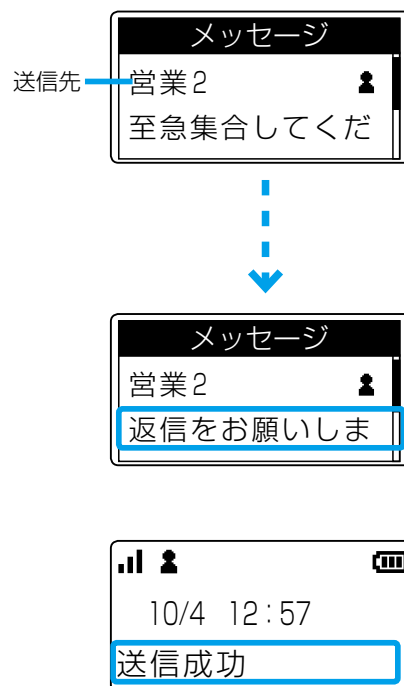 メッセージ
送信先
営業2
至急集合してくだ
メッセージ
営業2
返信をお願いしま
10/4 12:57
送信成功